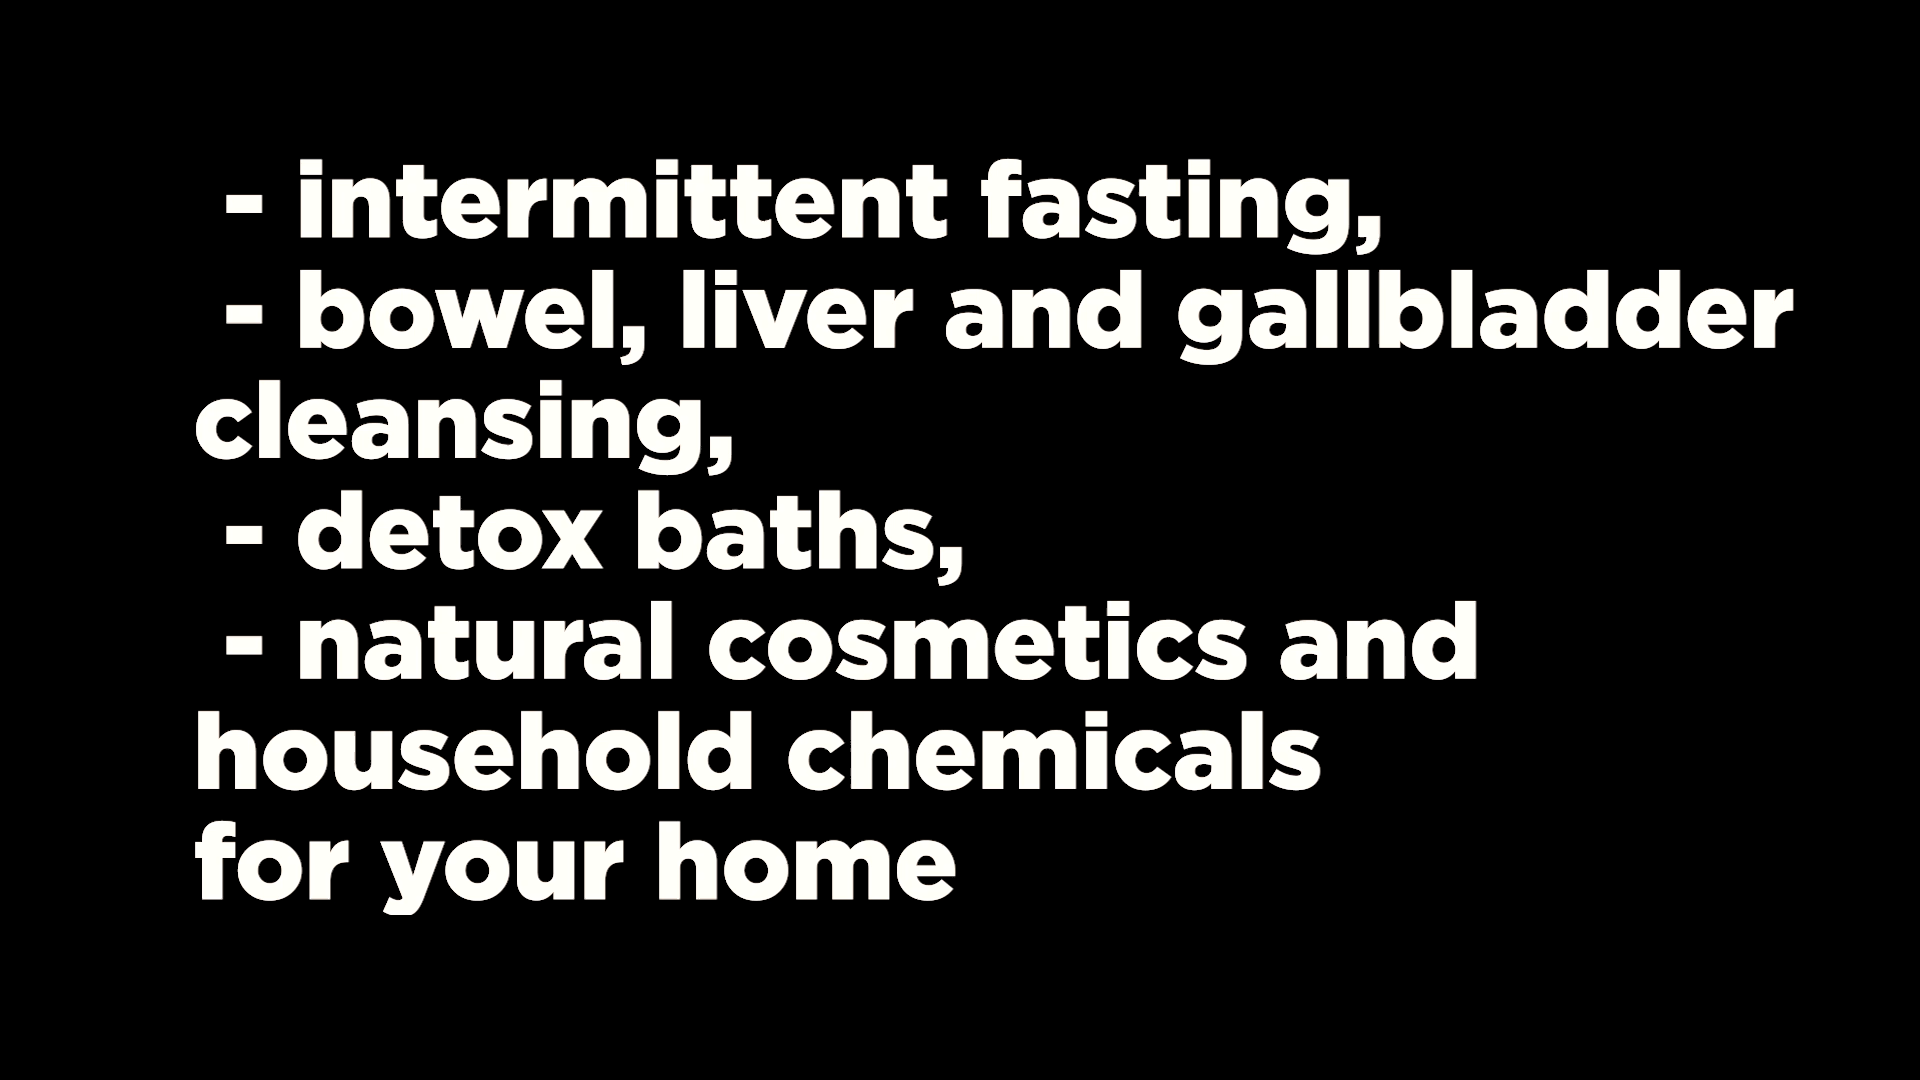 - intermittent fasting,
- bowel, liver and gallbladder
cleansing,
- detox baths,
- natural cosmetics and
household chemicals
for your home